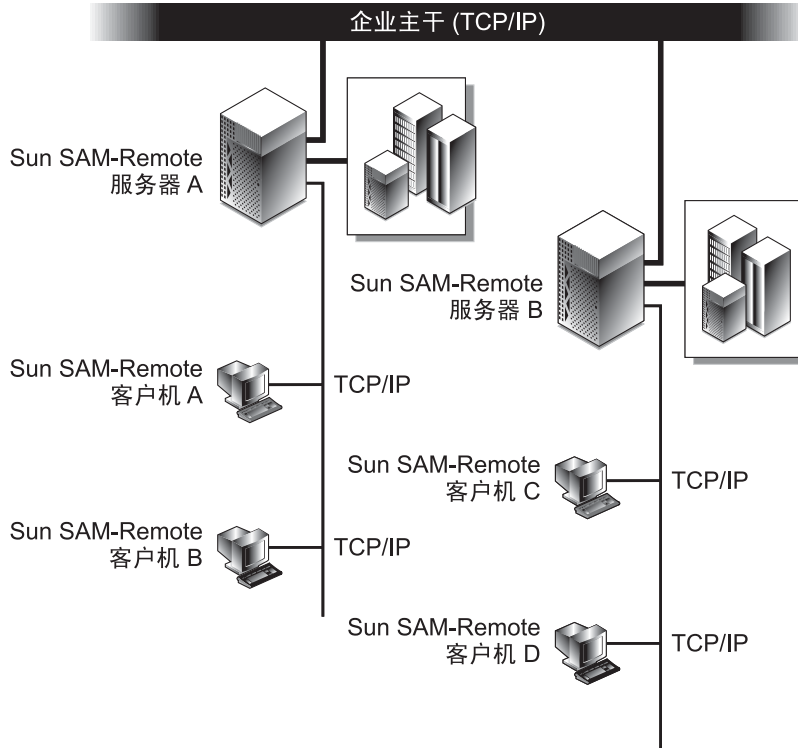 企业主干 (TCP/IP)
Sun SAM-Remote
服务器 A
Sun SAM-Remote
服务器 B
Sun SAM-Remote
客户机 A
TCP/IP
Sun SAM-Remote
客户机 C
TCP/IP
Sun SAM-Remote
客户机 B
TCP/IP
Sun SAM-Remote
客户机 D
TCP/IP